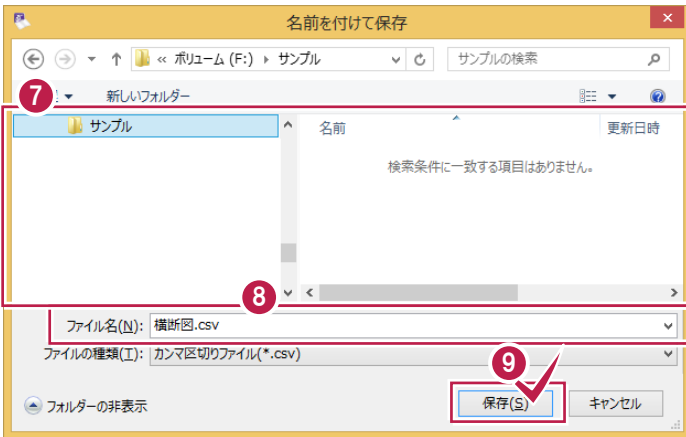 名前を付けて保存
« ボリューム (F:) サンプル サンプルの検索
7
新しいフォルダー
サンプル 名前 更新日時
検索条件に一致する項目はありません。
8
ファイル名(N): 横断図.csv
ファイルの種類(T): カンマ区切りファイル(*.csv)
9
フォルダーの非表示 保存(S) キャンセル